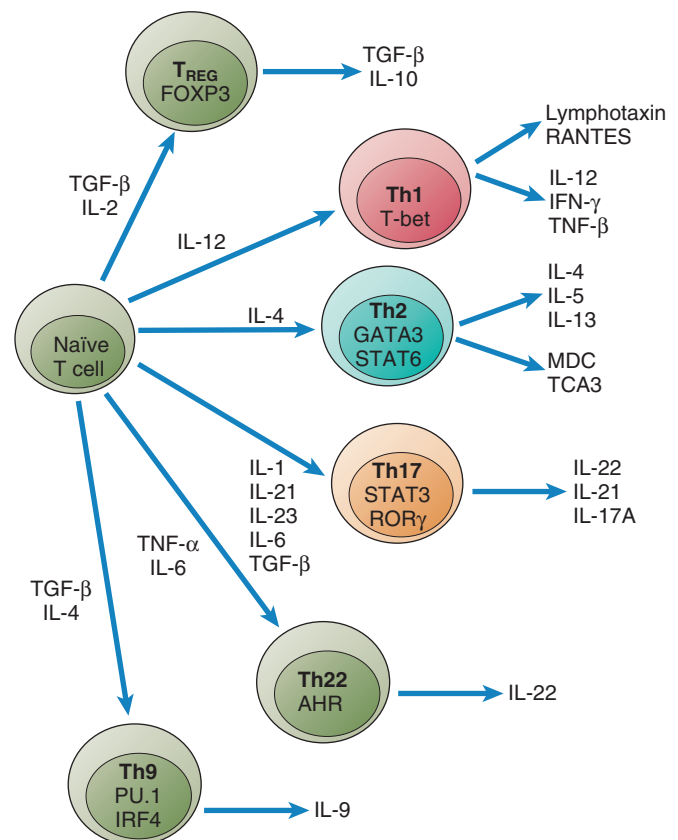 T_REG
FOXP3
TGF-β
IL-10
TGF-β
IL-2
Lymphotaxin
RANTES
Th1
T-bet
IL-12
IFN-γ
TNF-β
IL-12
IL-4
Th2
GATA3
STAT6
IL-4
IL-5
IL-13
MDC
TCA3
Naïve
T cell
IL-1
IL-21
IL-23
IL-6
TGF-β
Th17
STAT3
RORγ
IL-22
IL-21
IL-17A
TNF-α
IL-6
TGF-β
IL-4
Th22
AHR
IL-22
Th9
PU.1
IRF4
IL-9